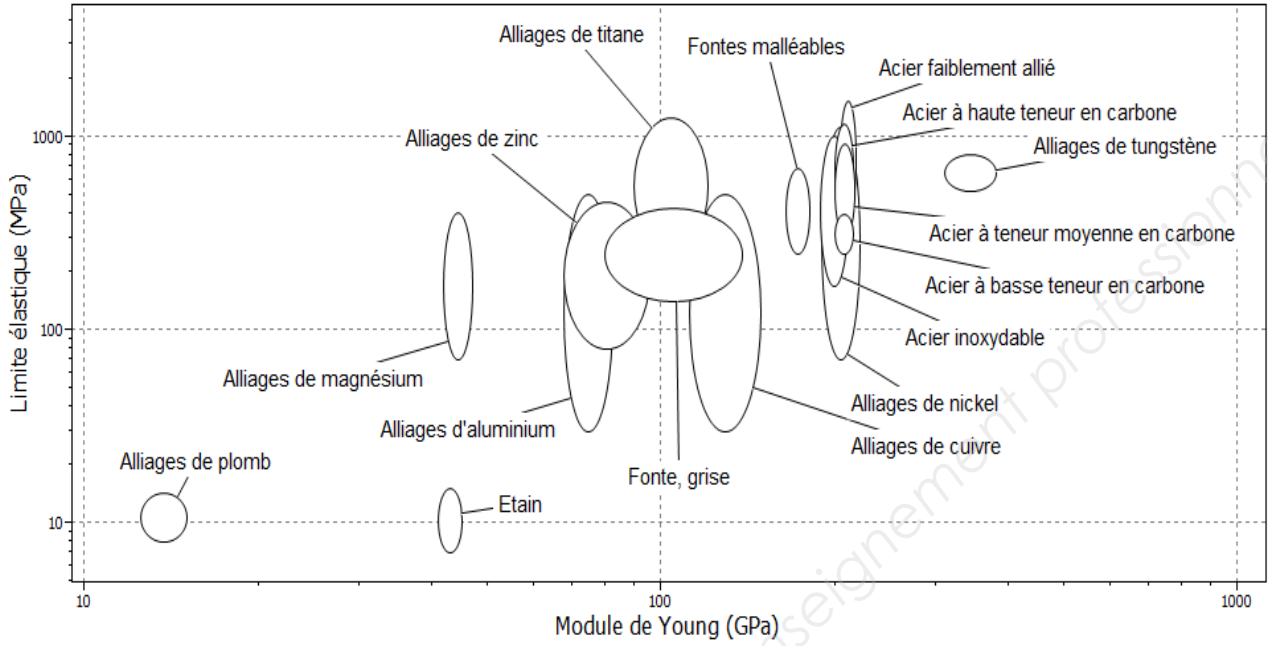 Alliages de titane
Fontes malléables
Acier faiblement allié
Acier à haute teneur en carbone
Alliages de zinc
Alliages de tungstène
1000
Limite élastique (MPa)
Acier à teneur moyenne en carbone
Acier à basse teneur en carbone
100
Acier inoxydable
Alliages de magnésium
Alliages de nickel
Alliages d'aluminium
Alliages de cuivre
Alliages de plomb
Fonte, grise
Etain
10
10
100
1000
Module de Young (GPa)
seignement professionne